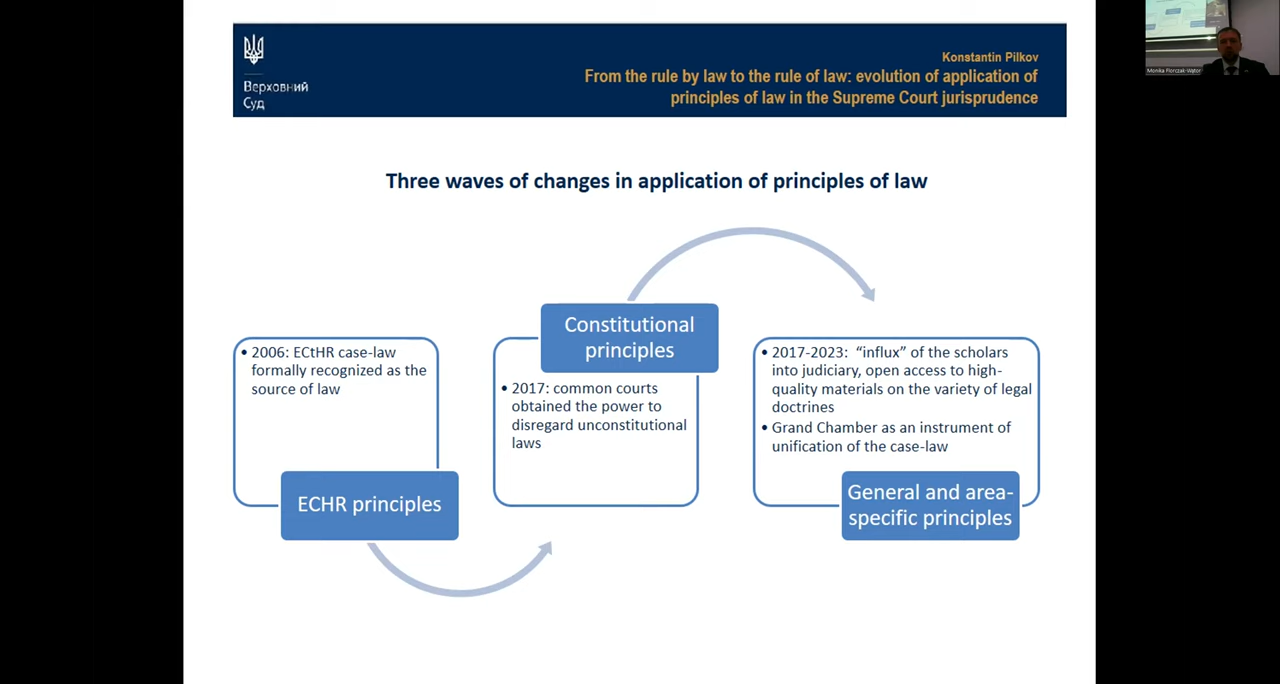 Верховний
Суд
Konstantin Pilkov
From the rule by law to the rule of law: evolution of application of
principles of law in the Supreme Court jurisprudence
Three waves of changes in application of principles of law
• 2006: ECtHR case-law
formally recognized as the
source of law
ECHR principles
Constitutional
principles
• 2017: common courts
obtained the power to
disregard unconstitutional
laws
• 2017-2023: “influx” of the scholars
into judiciary, open access to high-
quality materials on the variety of legal
doctrines
• Grand Chamber as an instrument of
unification of the case-law
General and area-
specific principles
Monika Florczak-Wątor